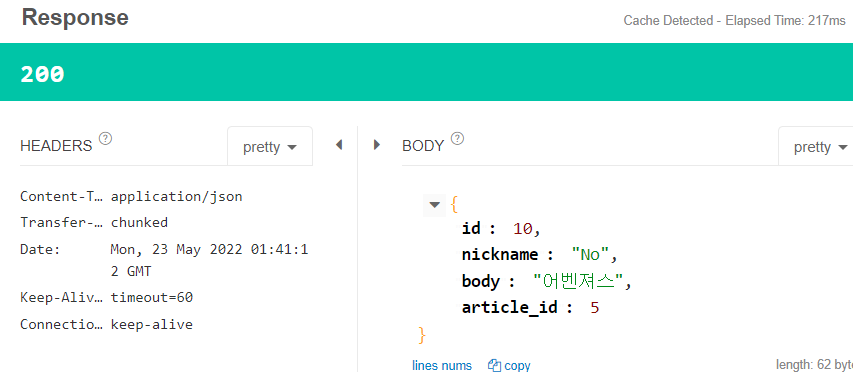 Response
Cache Detected - Elapsed Time: 217ms
200
HEADERS ?
pretty
BODY ?
pretty
Content-T… application/json
Transfer-… chunked
Date: Mon, 23 May 2022 01:41:1
2 GMT
Keep-Aliv… timeout=60
Connectio… keep-alive
{
id : 10,
nickname : "No",
body : "어벤져스",
article_id : 5
}
lines nums copy
length: 62 byt